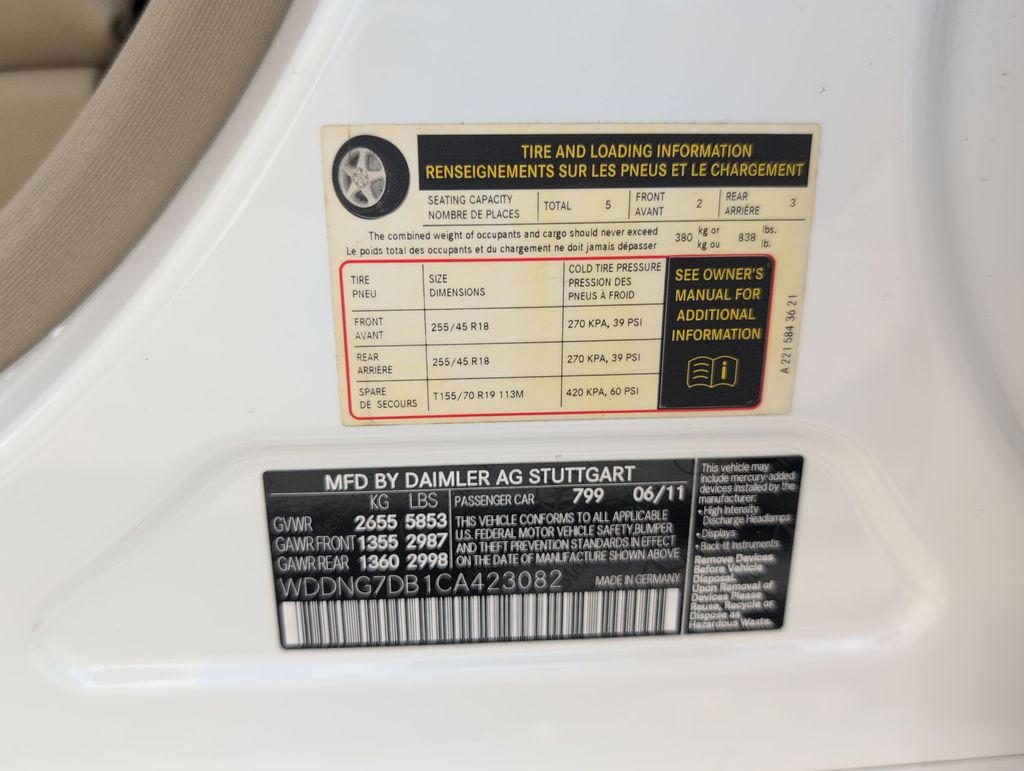 TIRE AND LOADING INFORMATION
RENSEIGNEMENTS SUR LES PNEUS ET LE CHARGEMENT
SEATING CAPACITY
NOMBRE DE PLACES
TOTAL 5
FRONT
AVANT
2
REAR
ARRIÈRE
3
The combined weight of occupants and cargo should never exceed 380 kg or 838 lbs.
Le poids total des occupants et du chargement ne doit jamais dépasser kg ou lb.
TIRE
PNEU
SIZE
DIMENSIONS
COLD TIRE PRESSURE
PRESSION DES
PNEUS À FROID
FRONT
AVANT
255/45 R18
270 KPA, 39 PSI
REAR
ARRIÈRE
255/45 R18
270 KPA, 39 PSI
SPARE
DE SECOURS
T155/70 R19 113M
420 KPA, 60 PSI
SEE OWNER'S
MANUAL FOR
ADDITIONAL
INFORMATION
i
A 221 584 36 21
MFD BY DAIMLER AG STUTTGART
KG LBS
PASSENGER CAR 799 06/11
GVWR 2655 5853
GAWR FRONT 1355 2987
GAWR REAR 1360 2998
THIS VEHICLE CONFORMS TO ALL APPLICABLE
U.S. FEDERAL MOTOR VEHICLE SAFETY, BUMPER
AND THEFT PREVENTION STANDARDS IN EFFECT
ON THE DATE OF MANUFACTURE SHOWN ABOVE
WDDNG7DB1CA423082
MADE IN GERMANY
This vehicle may
include mercury-added
devices installed by the
manufacturer:
• High Intensity
Discharge Headlamps
• Displays
• Back lit Instruments
Remove Devices
Before Vehicle
Disposal.
Upon Removal of
Devices Please
Reuse, Recycle or
Dispose as
Hazardous Waste.